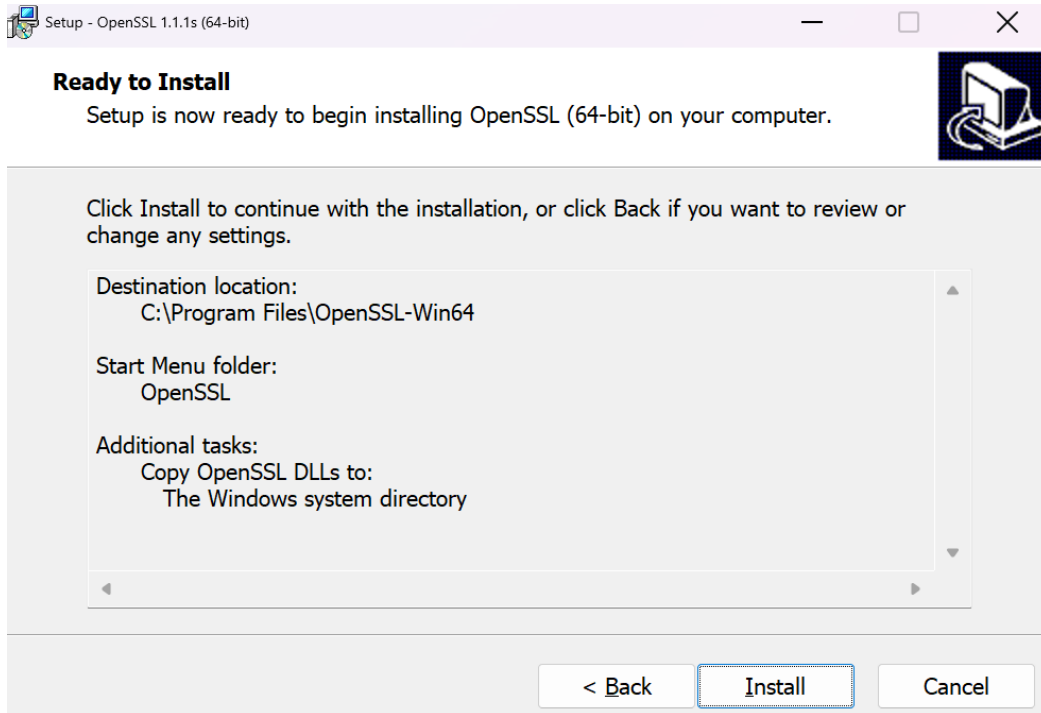 Setup - OpenSSL 1.1.1s (64-bit)
Ready to Install
Setup is now ready to begin installing OpenSSL (64-bit) on your computer.
Click Install to continue with the installation, or click Back if you want to review or
change any settings.
Destination location:
C:\Program Files\OpenSSL-Win64
Start Menu folder:
OpenSSL
Additional tasks:
Copy OpenSSL DLLs to:
The Windows system directory
< Back
Install
Cancel